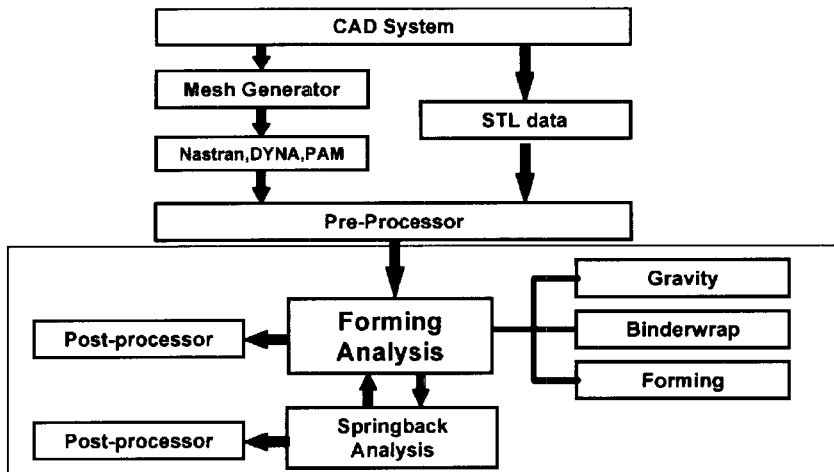 CAD System
Mesh Generator
STL data
Nastran,DYNA,PAM
Pre-Processor
Gravity
Forming
Analysis
Post-processor
Binderwrap
Forming
Springback
Analysis
Post-processor